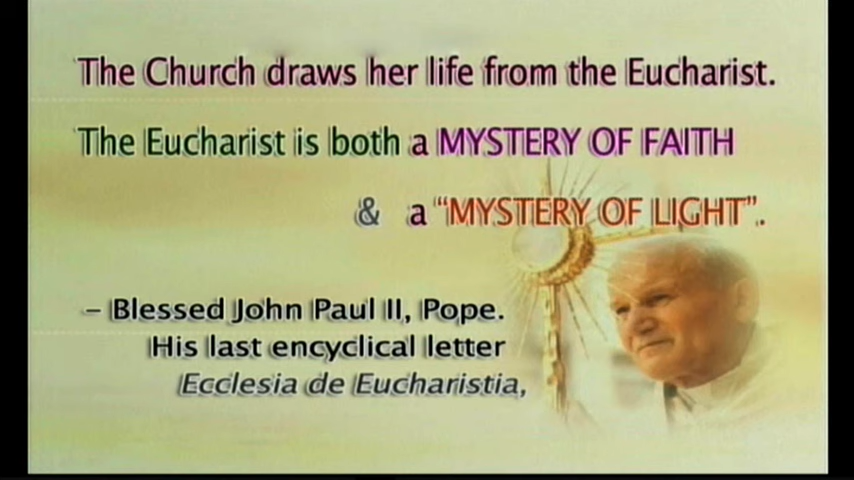 The Church draws her life from the Eucharist.
The Eucharist is both a MYSTERY OF FAITH
& a “MYSTERY OF LIGHT”.
– Blessed John Paul II, Pope.
His last encyclical letter
Ecclesia de Eucharistia,